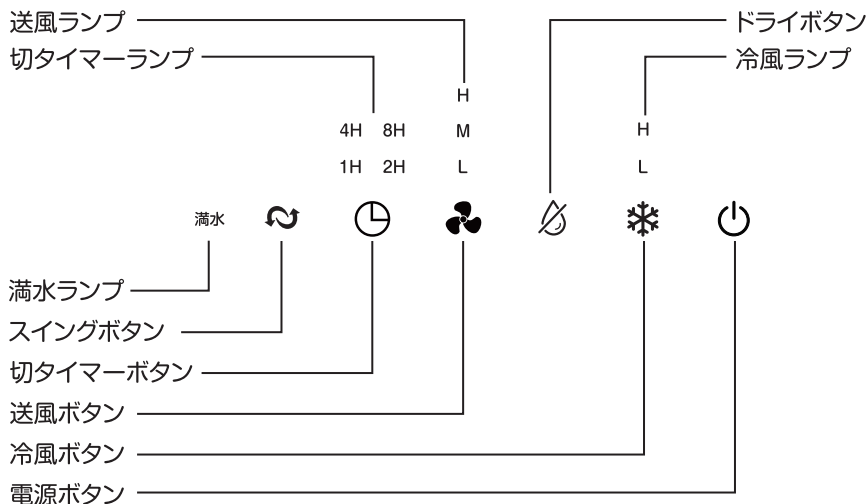 送風ランプ
切タイマーランプ
ドライボタン
冷風ランプ
H
4H 8H M H
1H 2H L L
満水
満水ランプ
スイングボタン
切タイマーボタン
送風ボタン
冷風ボタン
電源ボタン